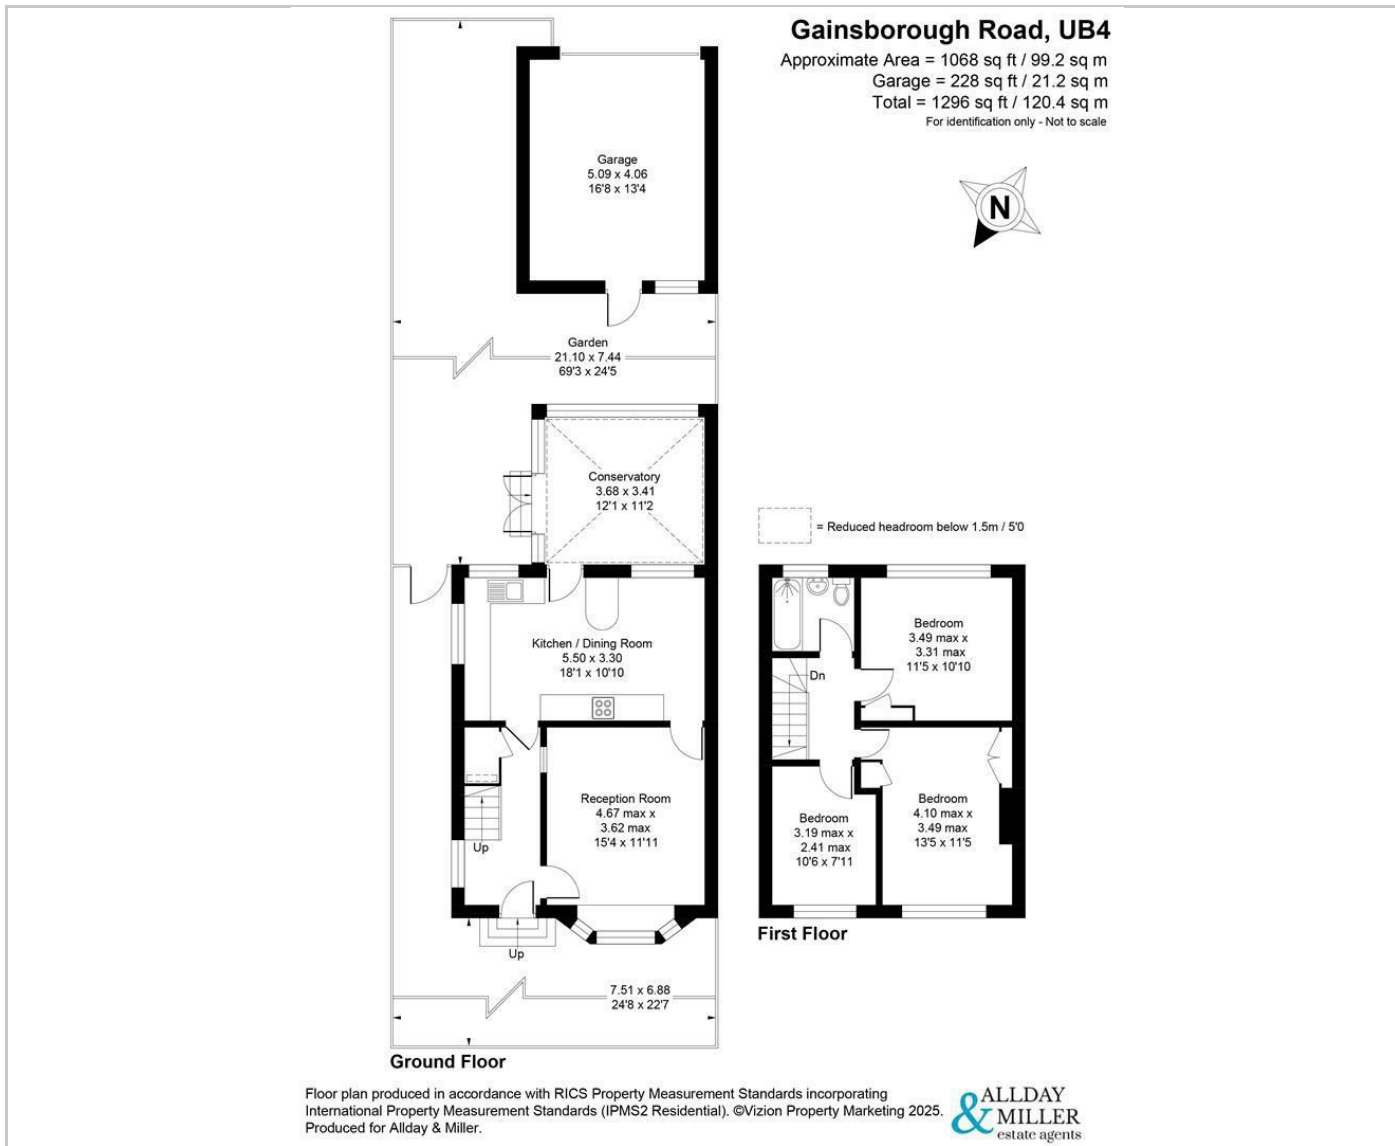 Gainsborough Road, UB4
Approximate Area = 1068 sq ft / 99.2 sq m
Garage = 228 sq ft / 21.2 sq m
Total = 1296 sq ft / 120.4 sq m
For identification only - Not to scale
N
Garage
5.09 x 4.06
16'8 x 13'4
Garden
21.10 x 7.44
69'3 x 24'5
Conservatory
3.68 x 3.41
12'1 x 11'2
= Reduced headroom below 1.5m / 5'0
Kitchen / Dining Room
5.50 x 3.30
18'1 x 10'10
Reception Room
4.67 max x
3.62 max
15'4 x 11'11
Up
Up
7.51 x 6.88
24'8 x 22'7
Ground Floor
Bedroom
3.49 max x
3.31 max
11'5 x 10'10
Dn
Bedroom
4.10 max x
3.49 max
13'5 x 11'5
Bedroom
3.19 max x
2.41 max
10'6 x 7'11
First Floor
Floor plan produced in accordance with RICS Property Measurement Standards incorporating
International Property Measurement Standards (IPMS2 Residential). ©Vizion Property Marketing 2025.
Produced for Allday & Miller.
ALLDAY
& MILLER
estate agents